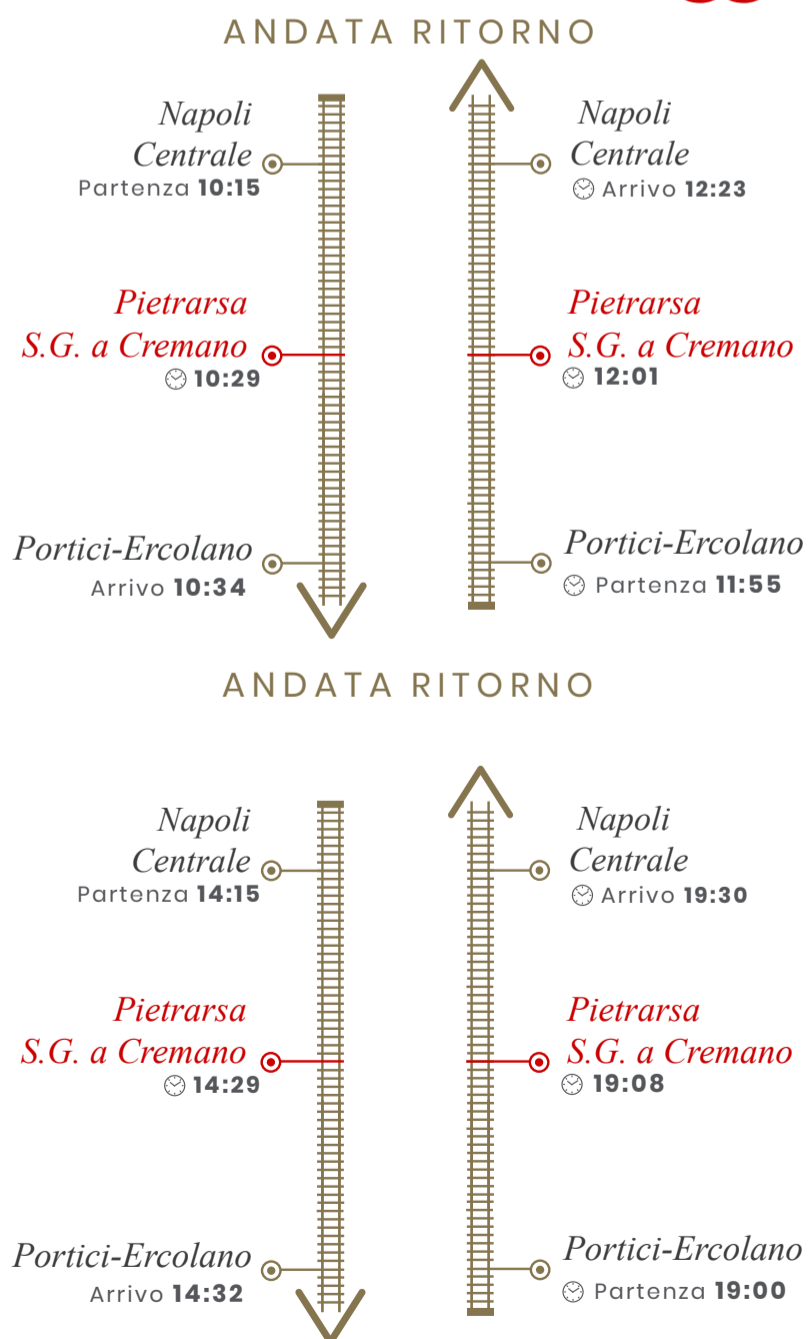 ANDATA RITORNO
Napoli
Centrale
Partenza 10:15
Napoli
Centrale
Arrivo 12:23
Pietrarsa
S.G. a Cremano
10:29
Pietrarsa
S.G. a Cremano
12:01
Portici-Ercolano
Arrivo 10:34
Portici-Ercolano
Partenza 11:55
ANDATA RITORNO
Napoli
Centrale
Partenza 14:15
Napoli
Centrale
Arrivo 19:30
Pietrarsa
S.G. a Cremano
14:29
Pietrarsa
S.G. a Cremano
19:08
Portici-Ercolano
Arrivo 14:32
Portici-Ercolano
Partenza 19:00